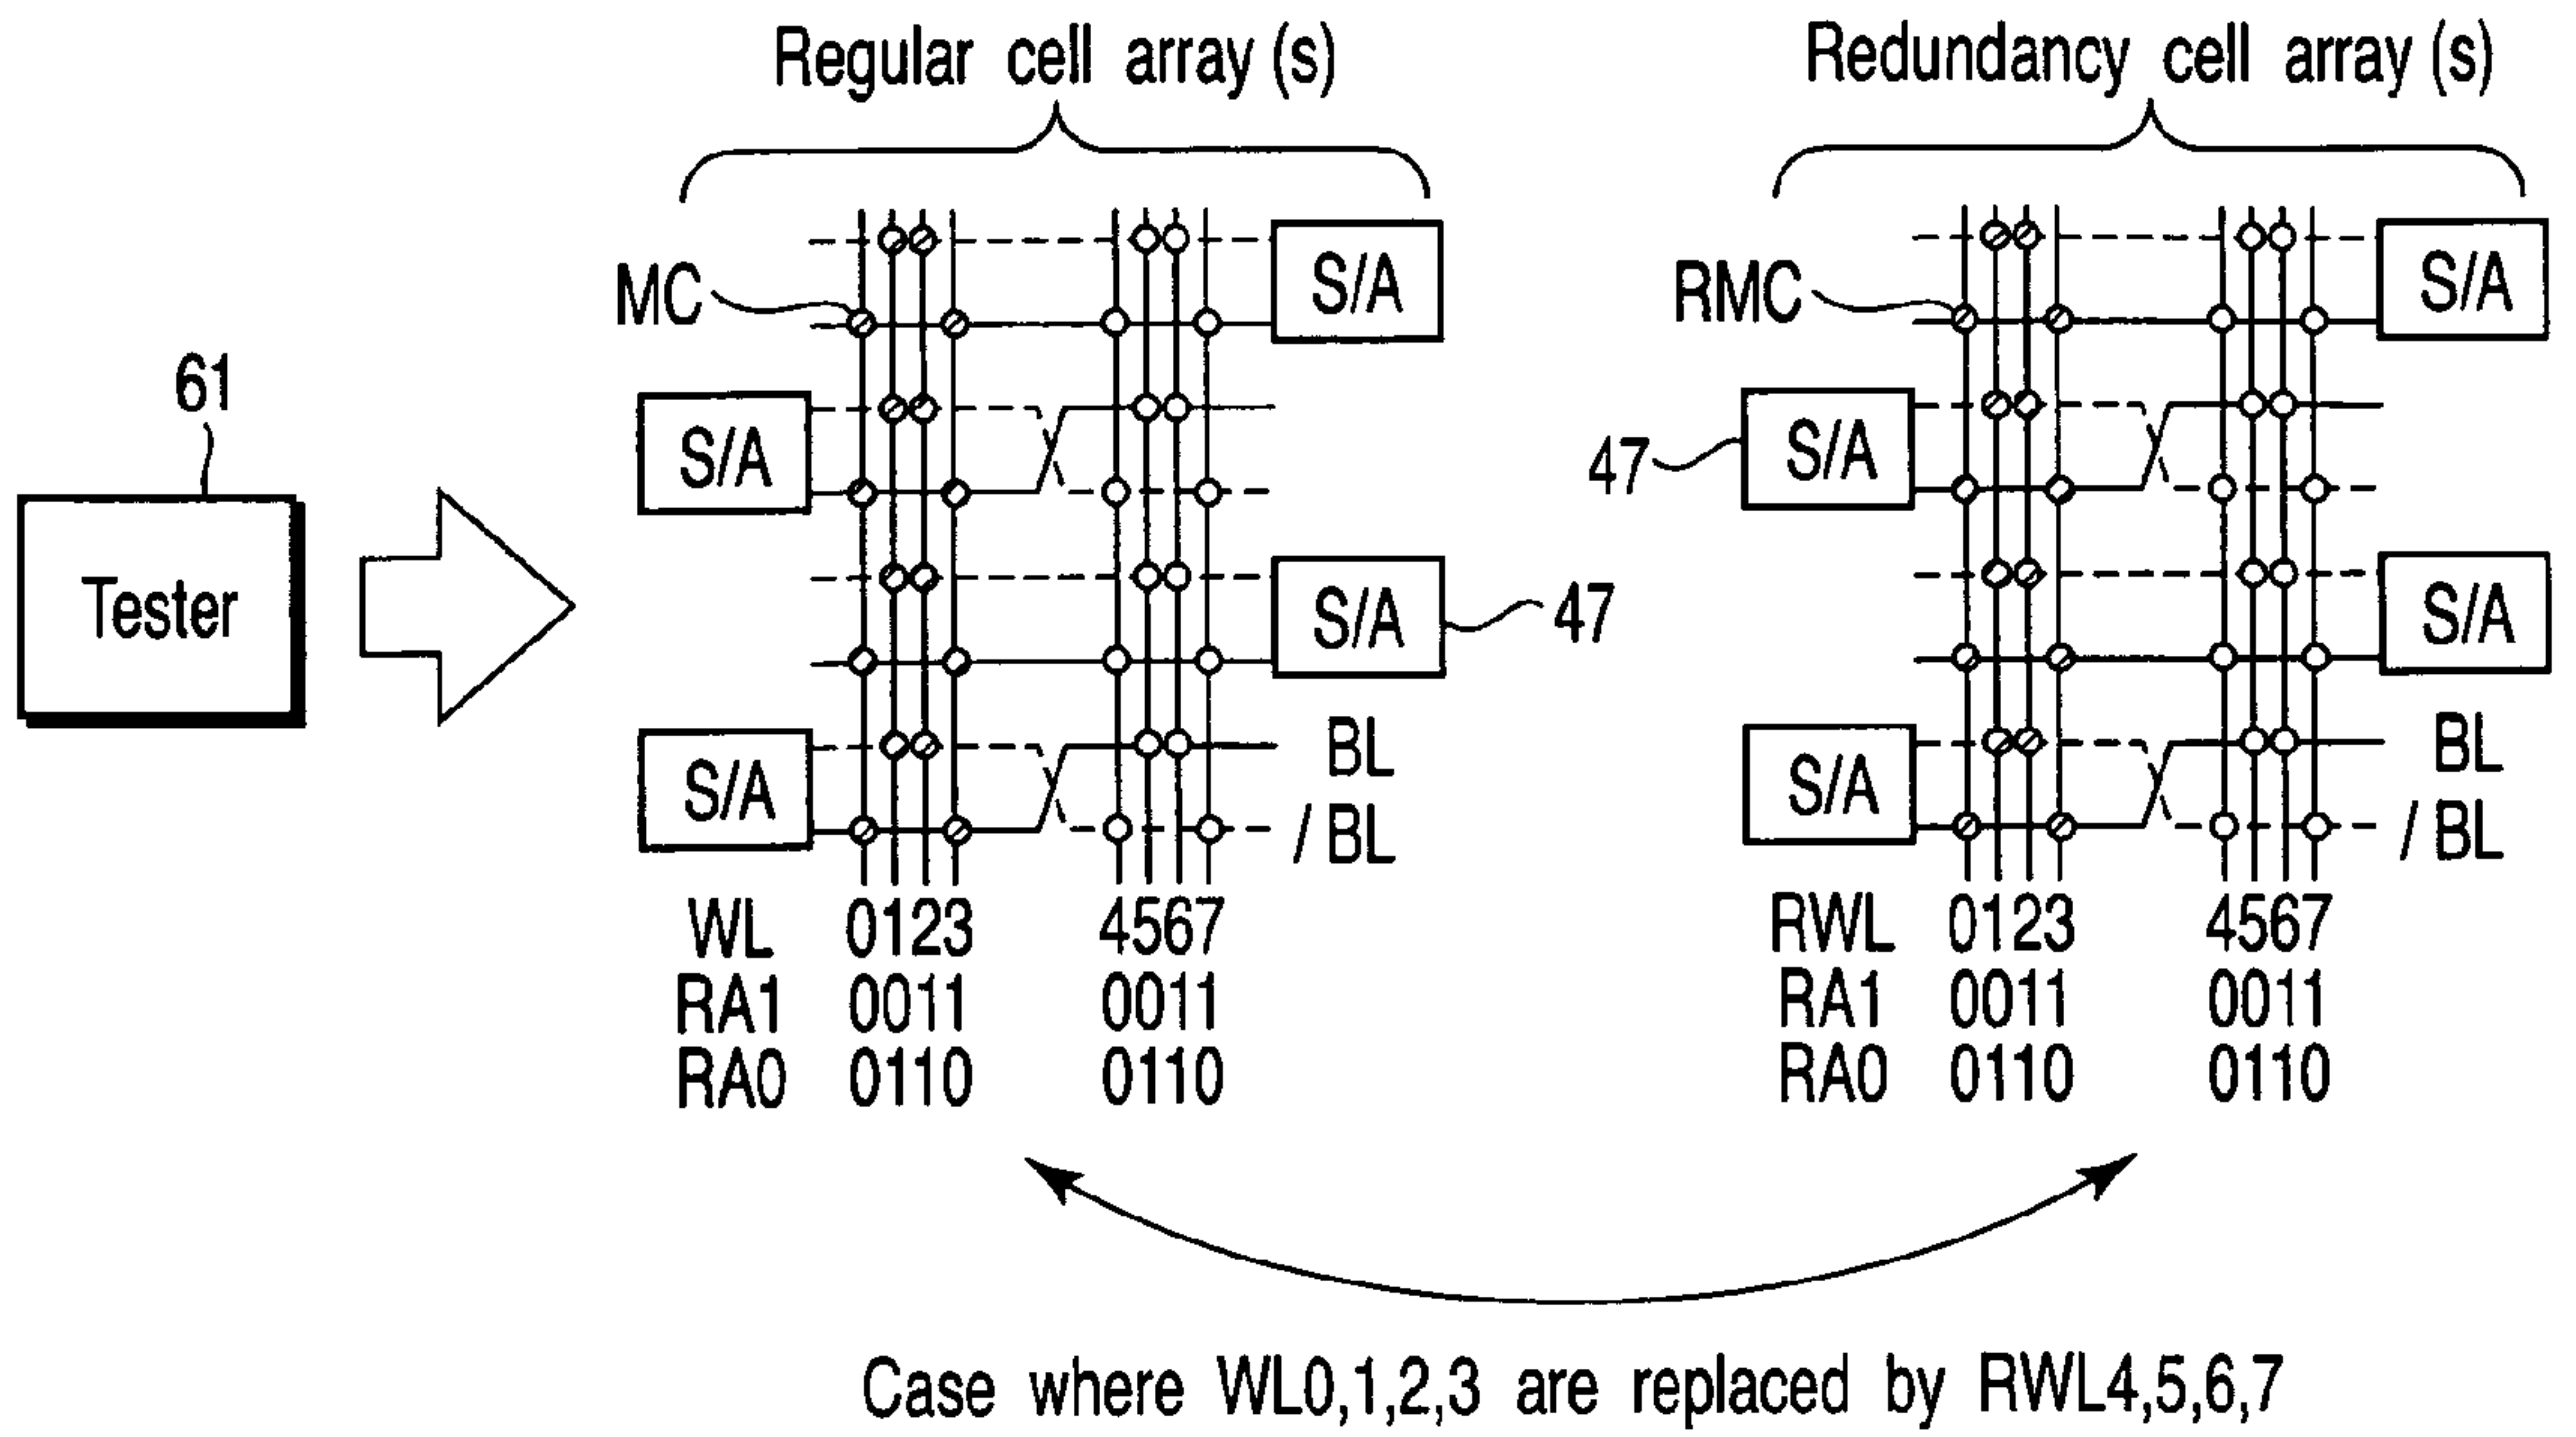 Regular cell array (s)
Redundancy cell array (s)
MC
S/A
RMC
S/A
61
S/A
47
S/A
Tester
S/A
47
S/A
S/A
BL
/ BL
S/A
BL
/ BL
WL 0123 4567
RA1 0011 0011
RA0 0110 0110
RWL 0123 4567
RA1 0011 0011
RA0 0110 0110
Case where WL0,1,2,3 are replaced by RWL4,5,6,7